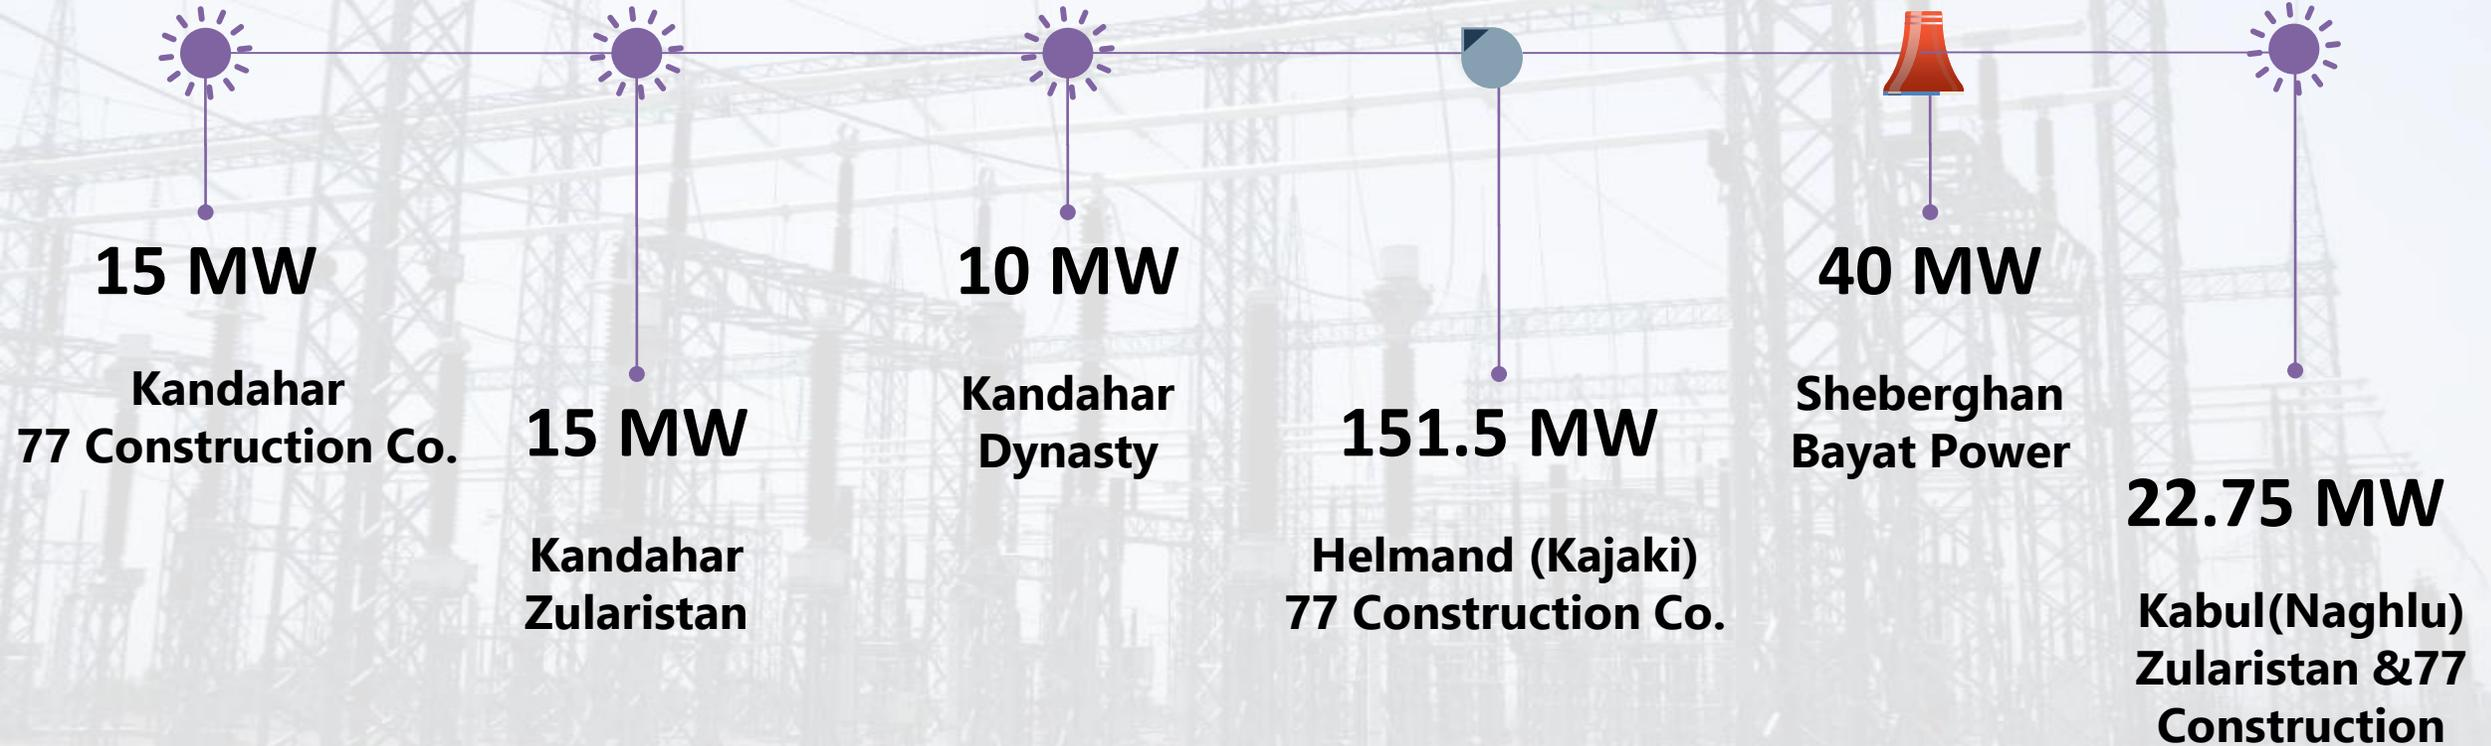 15 MW
Kandahar
77 Construction Co.
15 MW
Kandahar
Zularistan
10 MW
Kandahar
Dynasty
151.5 MW
Helmand (Kajaki)
77 Construction Co.
40 MW
Sheberghan
Bayat Power
22.75 MW
Kabul(Naghlu)
Zularistan &77
Construction